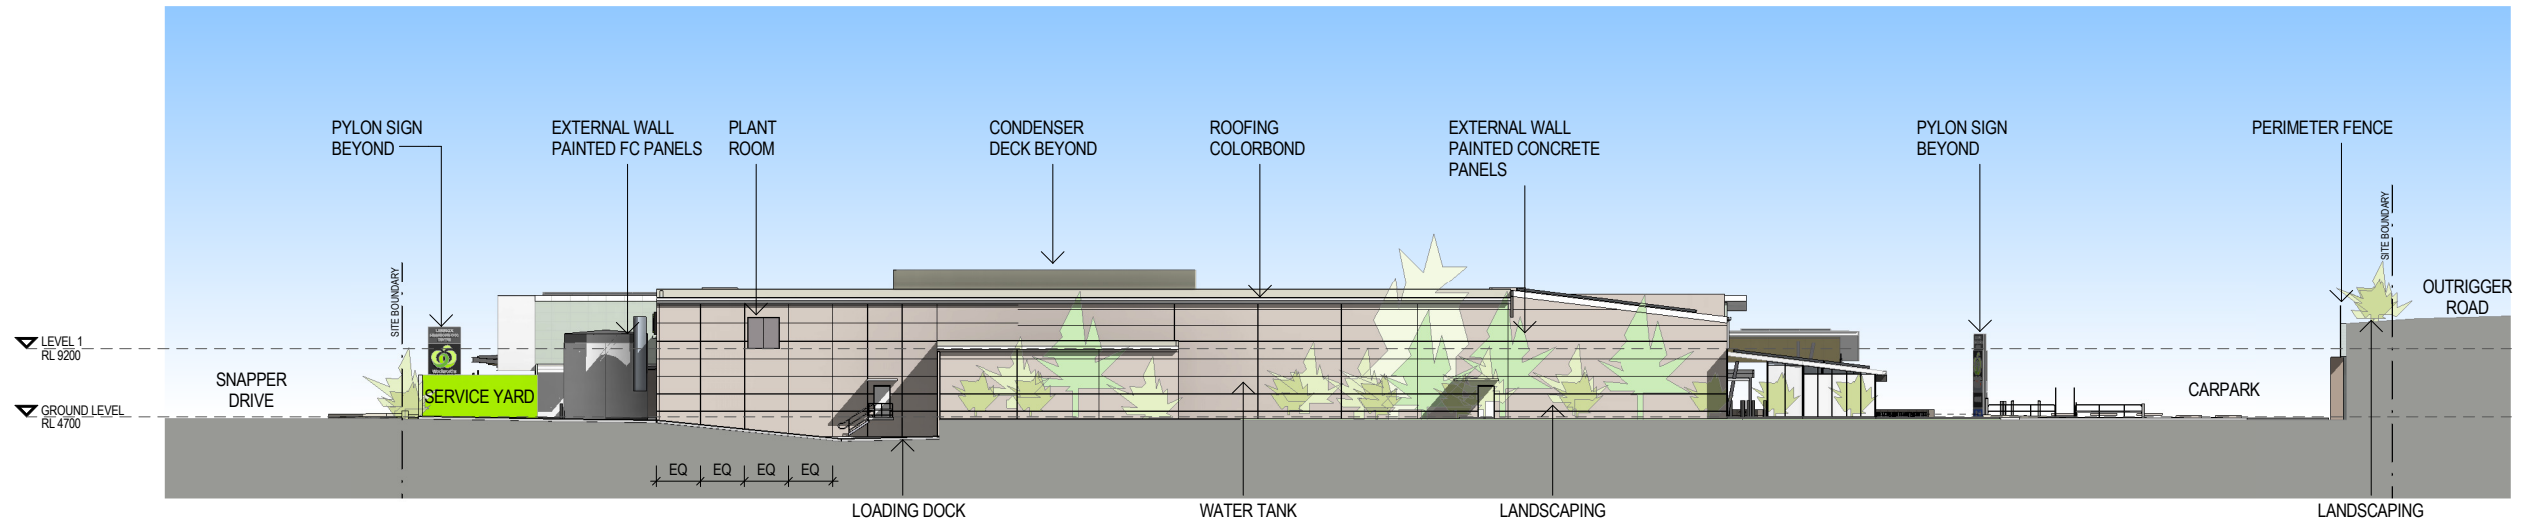 PYLON SIGN
BEYOND
EXTERNAL WALL
PAINTED FC PANELS
PLANT
ROOM
CONDENSER
DECK BEYOND
ROOFING
COLORBOND
EXTERNAL WALL
PAINTED CONCRETE
PANELS
PYLON SIGN
BEYOND
PERIMETER FENCE
SITE BOUNDARY
SITE BOUNDARY
OUTRIGGER
ROAD
LEVEL 1
RL 9200
SNAPPER
DRIVE
SERVICE YARD
CARPARK
GROUND LEVEL
RL 4700
EQ
EQ
EQ
EQ
LOADING DOCK
WATER TANK
LANDSCAPING
LANDSCAPING